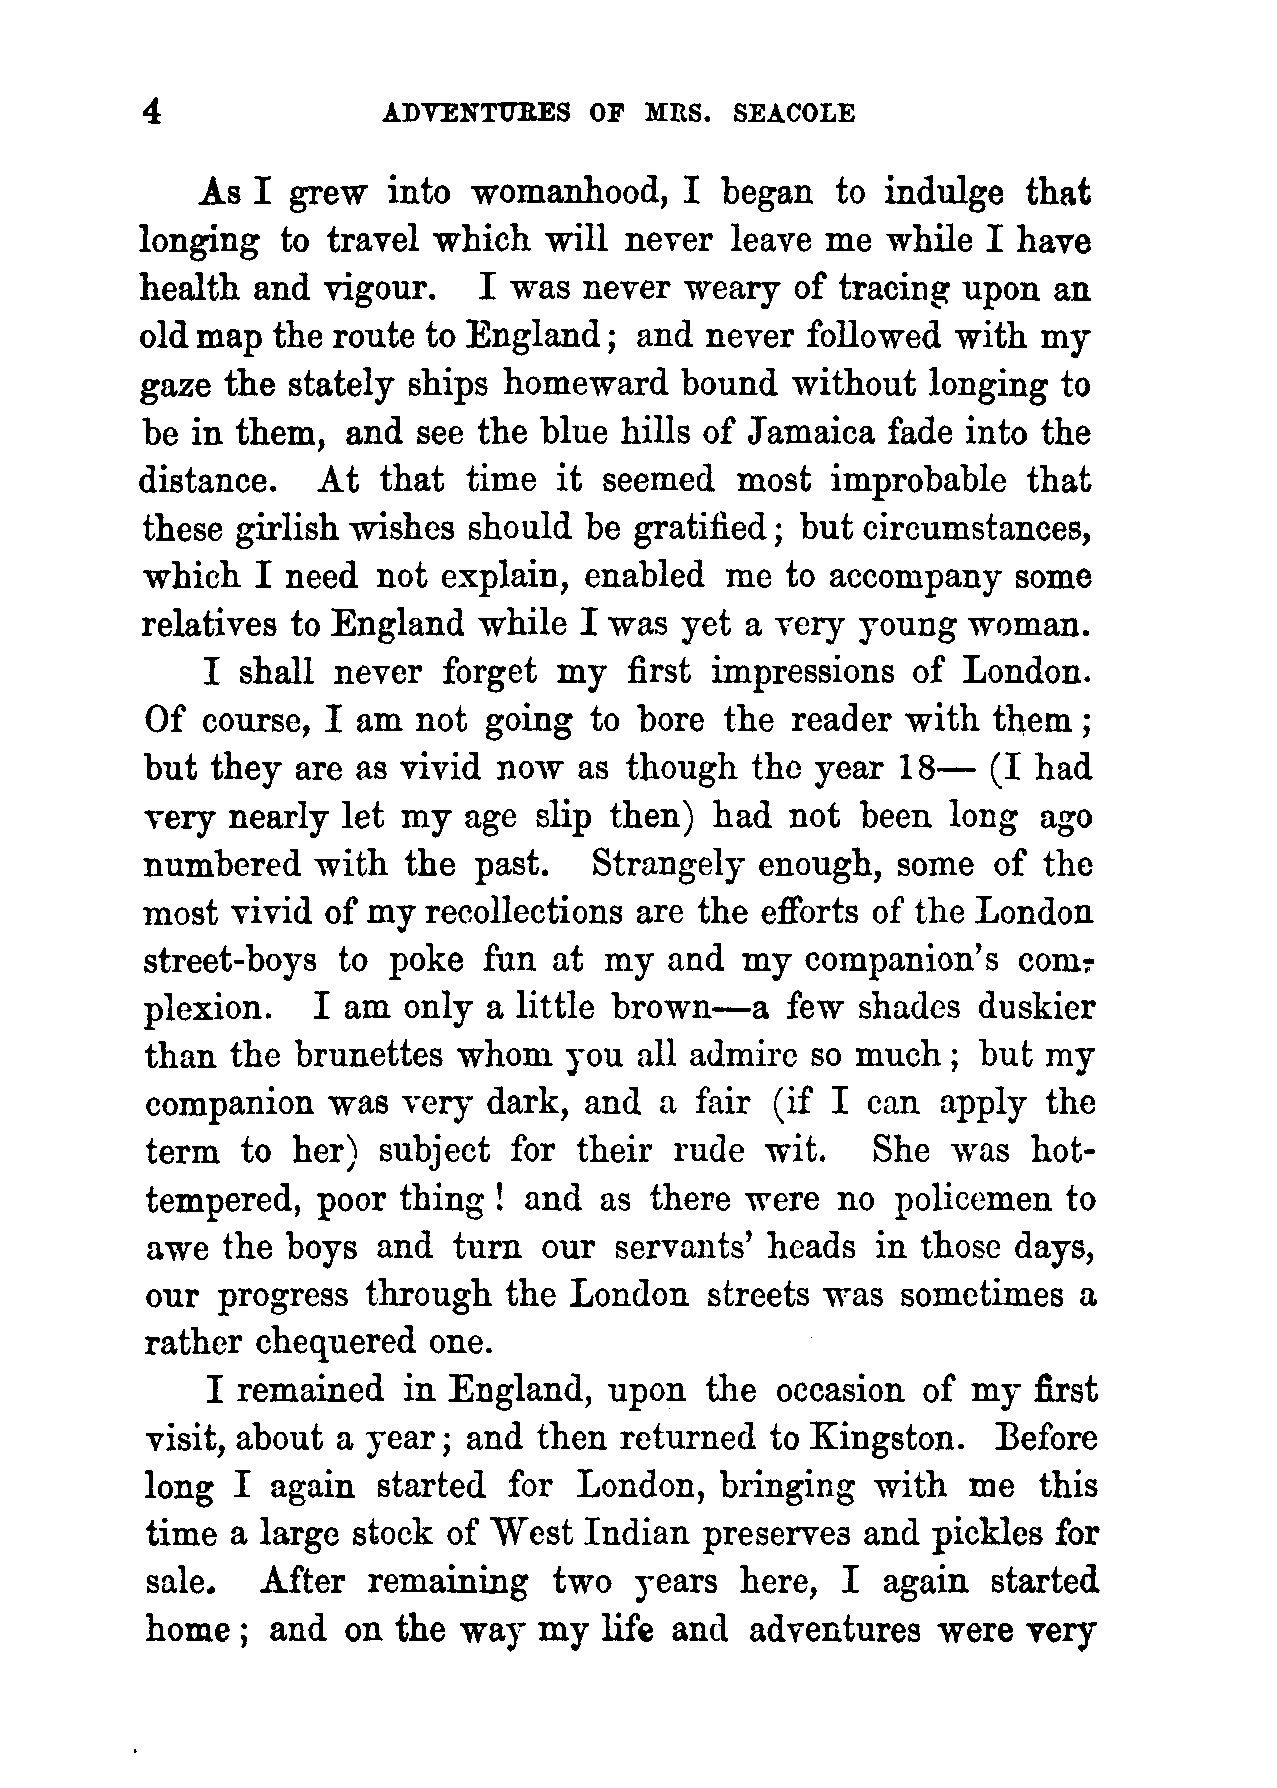 4 ADVENTURES OF MRS. SEACOLE
As I grew into womanhood, I began to indulge that
longing to travel which will never leave me while I have
health and vigour. I was never weary of tracing upon an
old map the route to England; and never followed with my
gaze the stately ships homeward bound without longing to
be in them, and see the blue hills of Jamaica fade into the
distance. At that time it seemed most improbable that
these girlish wishes should be gratified; but circumstances,
which I need not explain, enabled me to accompany some
relatives to England while I was yet a very young woman.
I shall never forget my first impressions of London.
Of course, I am not going to bore the reader with them;
but they are as vivid now as though the year 18— (I had
very nearly let my age slip then) had not been long ago
numbered with the past. Strangely enough, some of the
most vivid of my recollections are the efforts of the London
street-boys to poke fun at my and my companion's com-
plexion. I am only a little brown—a few shades duskier
than the brunettes whom you all admire so much; but my
companion was very dark, and a fair (if I can apply the
term to her) subject for their rude wit. She was hot-
tempered, poor thing! and as there were no policemen to
awe the boys and turn our servants' heads in those days,
our progress through the London streets was sometimes a
rather chequered one.
I remained in England, upon the occasion of my first
visit, about a year; and then returned to Kingston. Before
long I again started for London, bringing with me this
time a large stock of West Indian preserves and pickles for
sale. After remaining two years here, I again started
home; and on the way my life and adventures were very